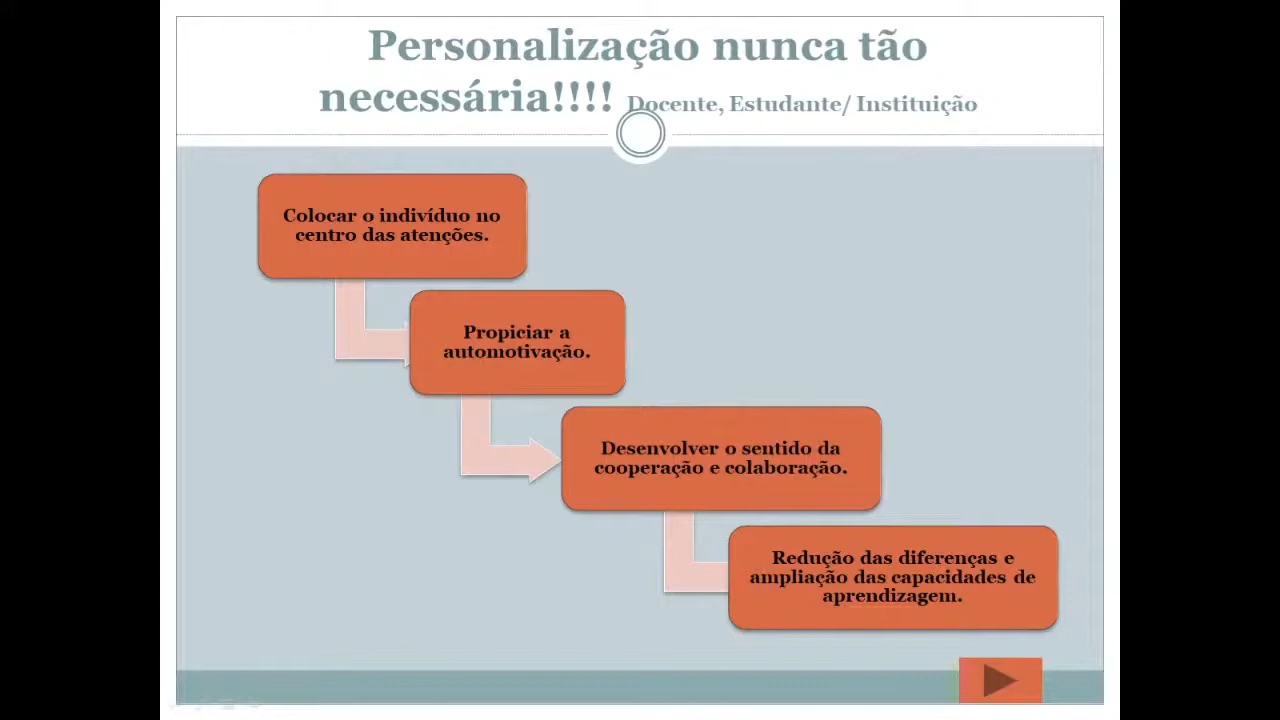 Personalização nunca tão
necessária!!!! Docente, Estudante/ Instituição
Colocar o indivíduo no
centro das atenções.
Propiciar a
automotivação.
Desenvolver o sentido da
cooperação e colaboração.
Redução das diferenças e
ampliação das capacidades de
aprendizagem.